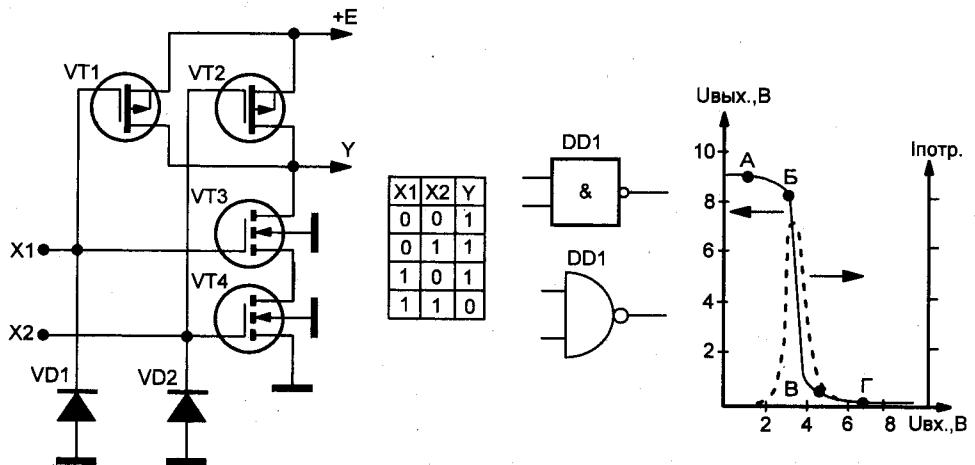 +E
VT1
VT2
Y
VT3
X1
VT4
X2
VD1
VD2
X1 X2 Y
0 0 1
0 1 1
1 0 1
1 1 0
DD1
&
DD1
Uвых.,В
10
8
6
4
2
А
Б
В
Г
Iпотр.
2 4 6 8
Uвх.,В